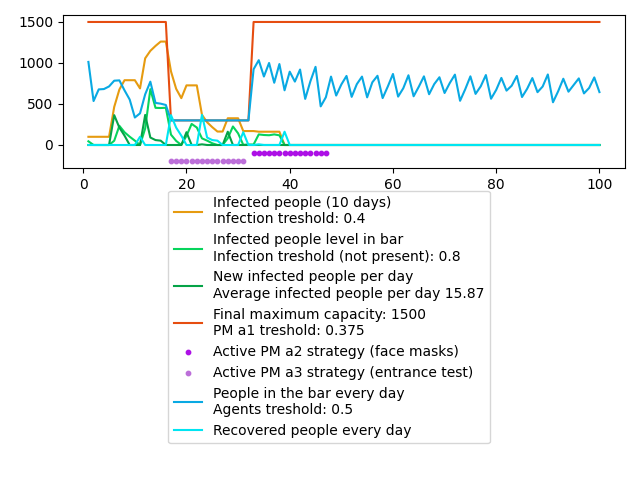 1500
1000
500
0
0
20
40
60
80
100
Infected people (10 days)
Infection treshold: 0.4
Infected people level in bar
Infection treshold (not present): 0.8
New infected people per day
Average infected people per day 15.87
Final maximum capacity: 1500
PM a1 treshold: 0.375
Active PM a2 strategy (face masks)
Active PM a3 strategy (entrance test)
People in the bar every day
Agents treshold: 0.5
Recovered people every day